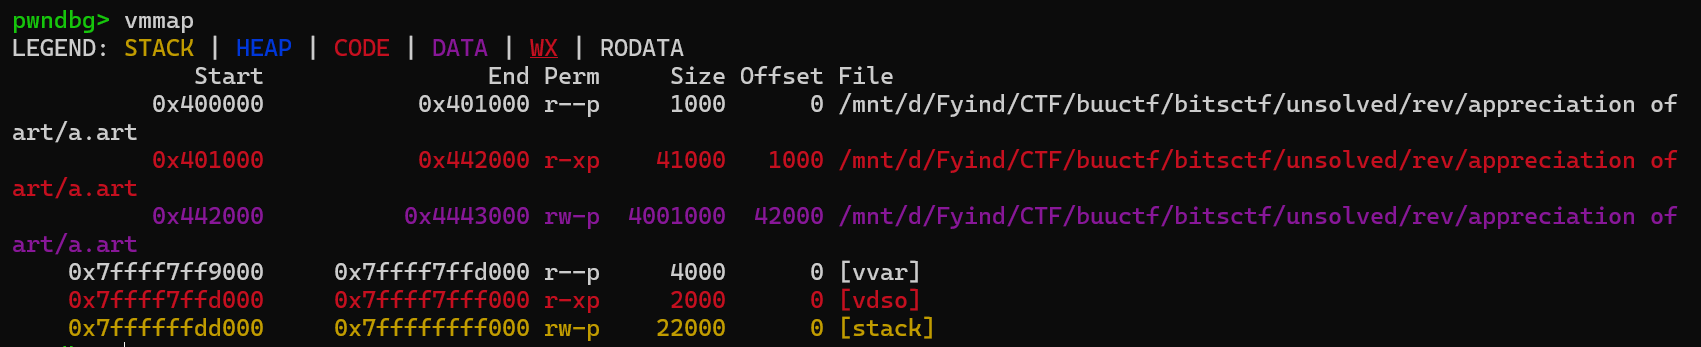 pwndbg> vmmap
LEGEND: STACK | HEAP | CODE | DATA | WX | RODATA
Start End Perm Size Offset File
0x400000 0x401000 r--p 1000 0 /mnt/d/Fyind/CTF/buuctf/bitsctf/unsolved/rev/appreciation of
art/a.art
0x401000 0x442000 r-xp 41000 1000 /mnt/d/Fyind/CTF/buuctf/bitsctf/unsolved/rev/appreciation of
art/a.art
0x442000 0x4443000 rw-p 4001000 42000 /mnt/d/Fyind/CTF/buuctf/bitsctf/unsolved/rev/appreciation of
art/a.art
0x7ffff7ff9000 0x7ffff7ffd000 r--p 4000 0 [vvar]
0x7ffff7ffd000 0x7ffff7fff000 r-xp 2000 0 [vdso]
0x7ffffffdd000 0x7ffffffff000 rw-p 22000 0 [stack]